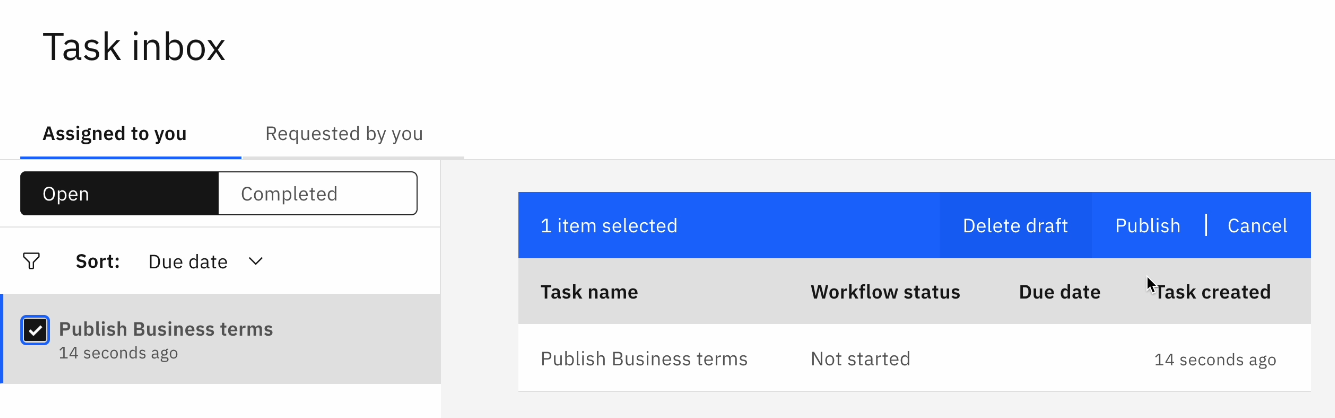 Task inbox
Assigned to you
Requested by you
Open
Completed
Sort: Due date
Publish Business terms
14 seconds ago
1 item selected
Delete draft
Publish
Cancel
Task name
Workflow status
Due date
Task created
Publish Business terms
Not started
14 seconds ago